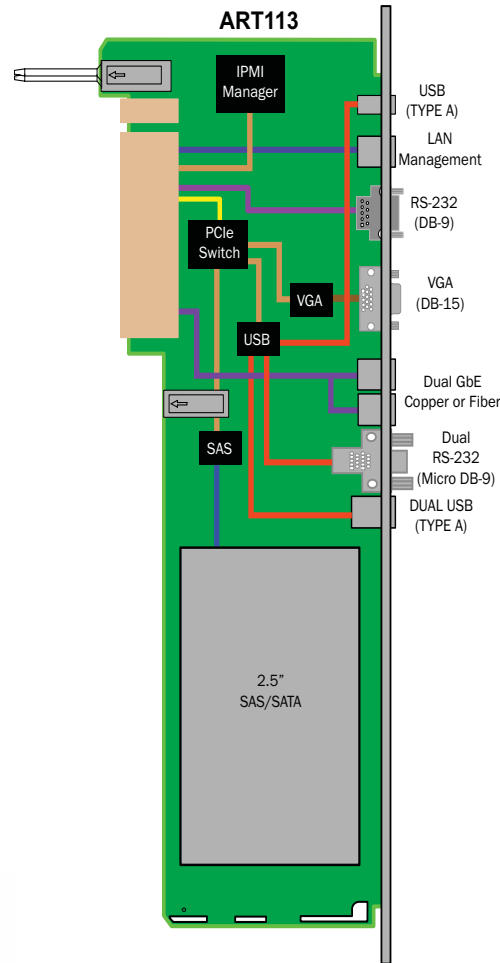 ART113
IPMI
Manager
USB
(TYPE A)
LAN
Management
RS-232
(DB-9)
PCIe
Switch
VGA
VGA
(DB-15)
USB
Dual GbE
Copper or Fiber
SAS
Dual
RS-232
(Micro DB-9)
DUAL USB
(TYPE A)
2.5”
SAS/SATA